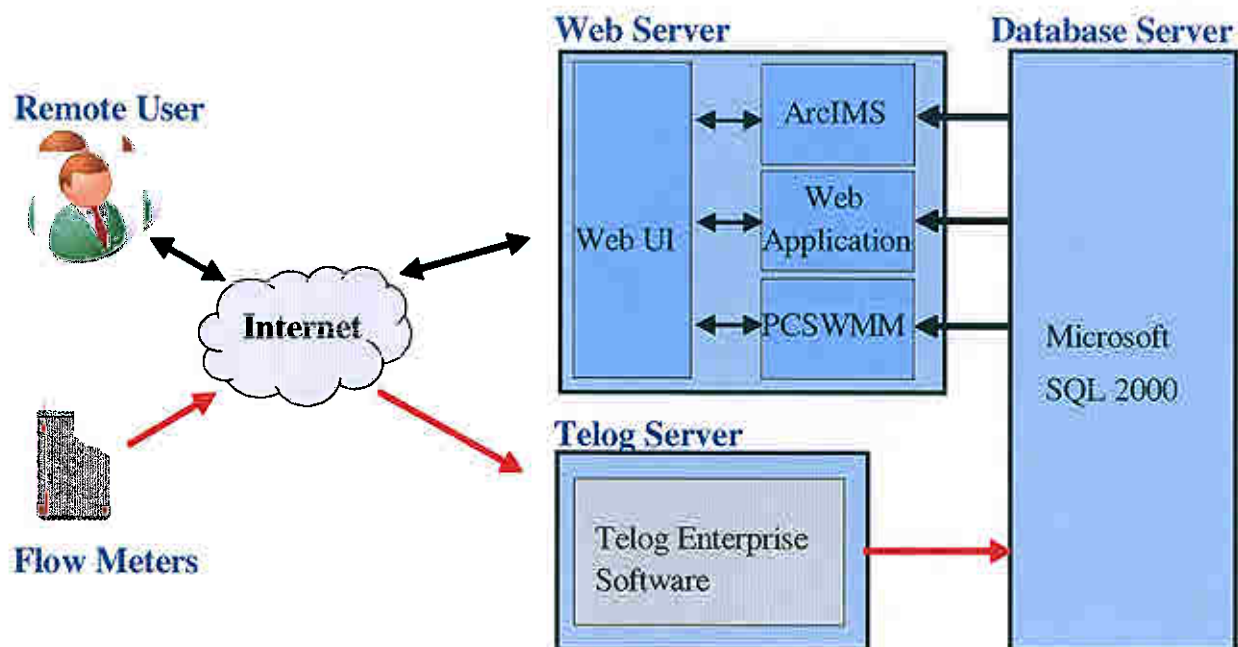 Web Server
Database Server
Remote User
ArcIMS
Web UI
Web
Application
Internet
PCSWMM
Microsoft
SQL 2000
Telog Server
Telog Enterprise
Software
Flow Meters